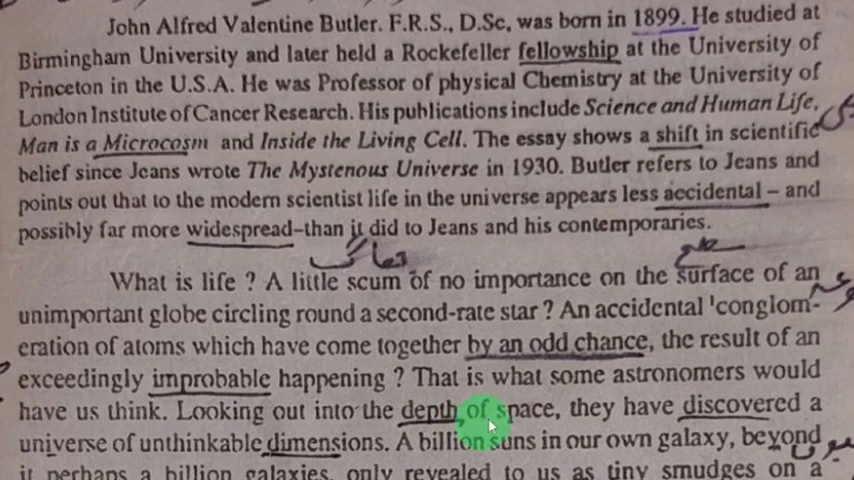 John Alfred Valentine Butler. F.R.S., D.Sc, was born in 1899. He studied at
Birmingham University and later held a Rockefeller fellowship at the University of
Princeton in the U.S.A. He was Professor of physical Chemistry at the University of
London Institute of Cancer Research. His publications include Science and Human Life,
Man is a Microcosm and Inside the Living Cell. The essay shows a shift in scientific
belief since Jeans wrote The Mystenous Universe in 1930. Butler refers to Jeans and
points out that to the modern scientist life in the universe appears less accidental – and
possibly far more widespread–than it did to Jeans and his contemporaries.
What is life ? A little scum of no importance on the surface of an
unimportant globe circling round a second-rate star ? An accidental 'conglom-
eration of atoms which have come together by an odd chance, the result of an
exceedingly improbable happening ? That is what some astronomers would
have us think. Looking out into the depth of space, they have discovered a
universe of unthinkable dimensions. A billion suns in our own galaxy, beyond
it perhaps a billion galaxies, only revealed to us as tiny smudges on a